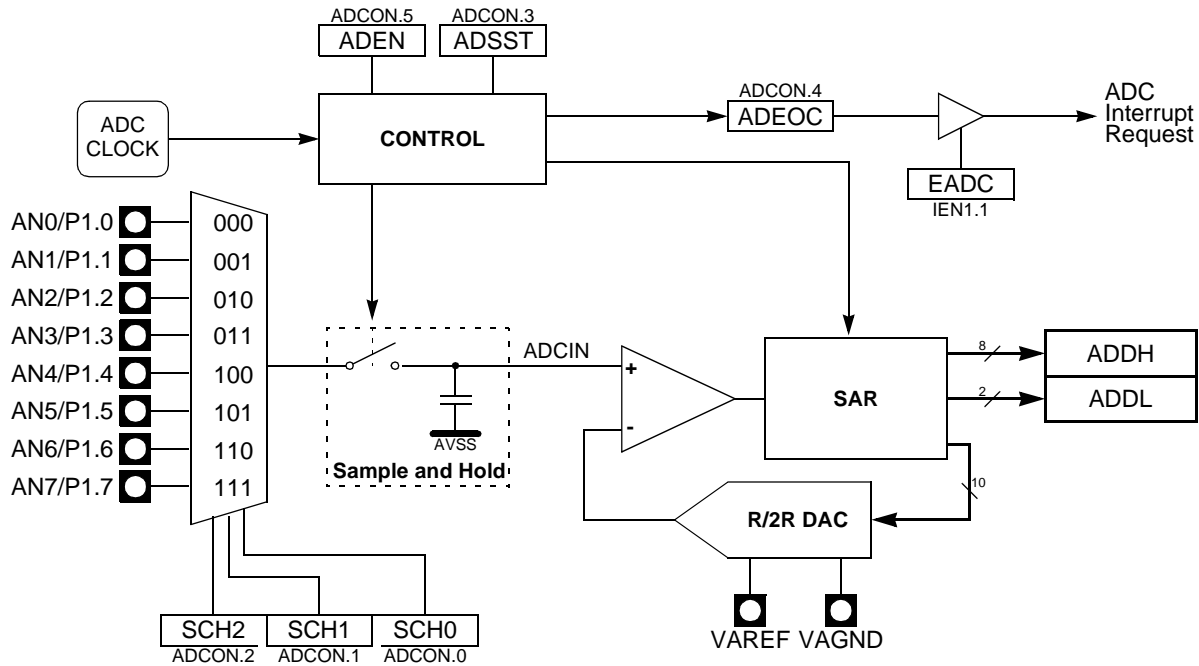 ADCON.5
ADEN
ADCON.3
ADSST
ADC
CLOCK
CONTROL
ADCON.4
ADEOC
ADC
Interrupt
Request
EADC
IEN1.1
AN0/P1.0
000
AN1/P1.1
001
AN2/P1.2
010
AN3/P1.3
011
AN4/P1.4
100
AN5/P1.5
101
AN6/P1.6
110
AN7/P1.7
111
AVSS
Sample and Hold
ADCIN
+
-
SAR
8
ADDH
2
ADDL
10
R/2R DAC
VAREF
VAGND
SCH2
SCH1
SCH0
ADCON.2
ADCON.1
ADCON.0